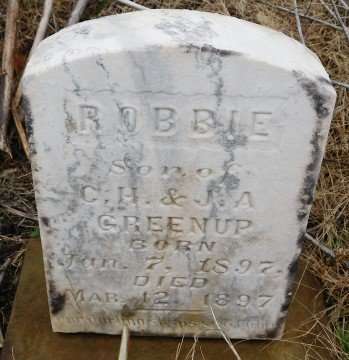 ROBBIE
Son of
C. H. & J. A
GREENUP
BORN
Jan. 7, 1897.
DIED
MAR. 12, 1897